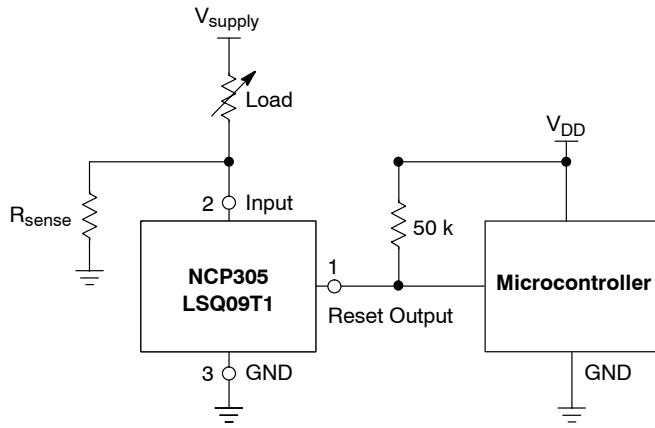 Vsupply
Load
VDD
Rsense
2 Input
50 k
NCP305
LSQ09T1
1
Reset Output
Microcontroller
3 GND
GND